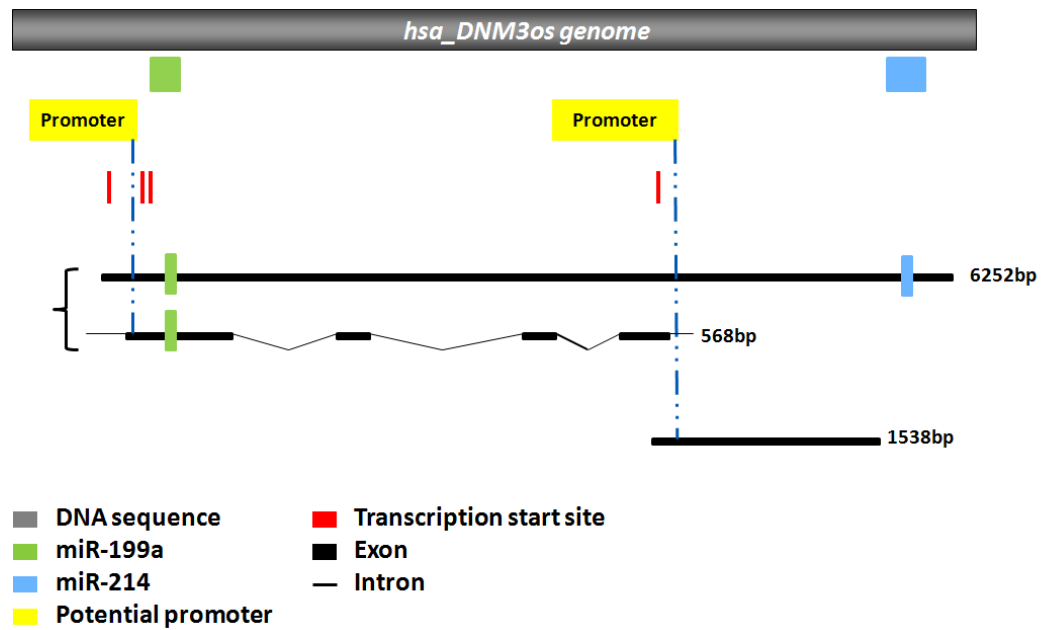 hsa_DNM3os genome
Promoter
Promoter
6252bp
568bp
1538bp
DNA sequence
Transcription start site
miR-199a
Exon
miR-214
Intron
Potential promoter